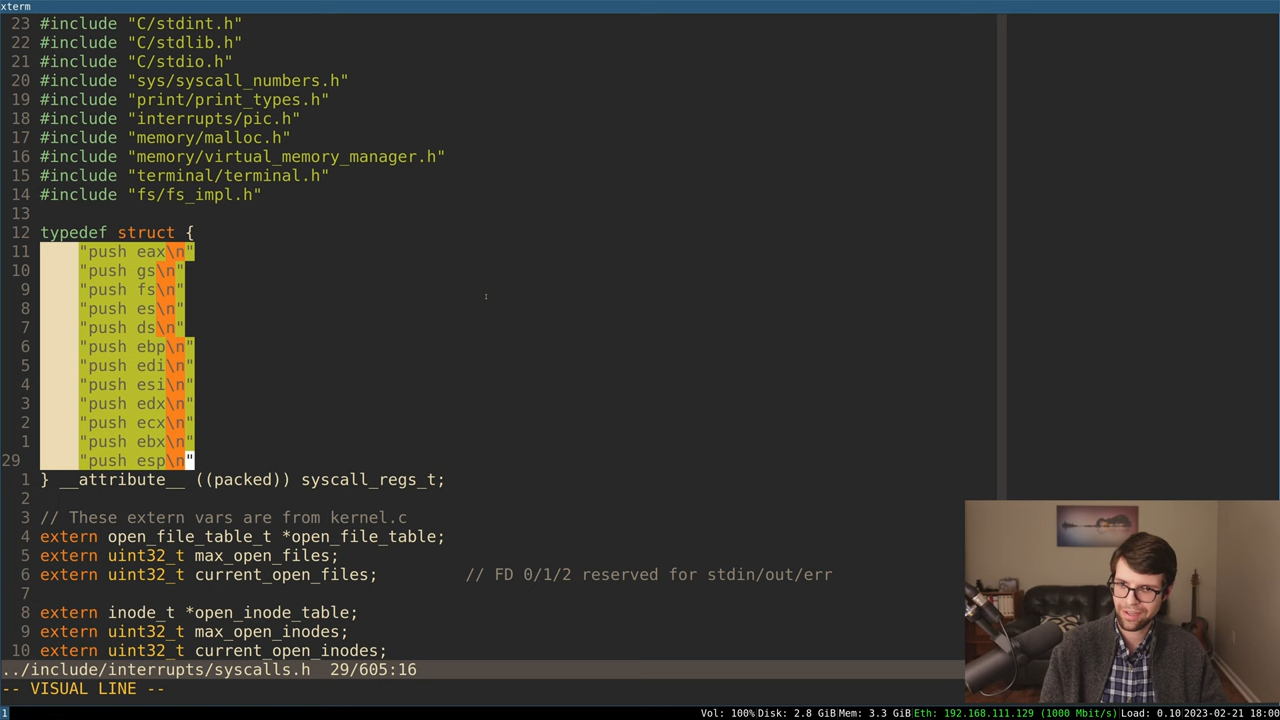 xterm
23 #include "C/stdint.h"
22 #include "C/stdlib.h"
21 #include "C/stdio.h"
20 #include "sys/syscall_numbers.h"
19 #include "print/print_types.h"
18 #include "interrupts/pic.h"
17 #include "memory/malloc.h"
16 #include "memory/virtual_memory_manager.h"
15 #include "terminal/terminal.h"
14 #include "fs/fs_impl.h"
13
12 typedef struct {
11     "push eax\n"
10     "push gs\n"
9     "push fs\n"
8     "push es\n"
7     "push ds\n"
6     "push ebp\n"
5     "push edi\n"
4     "push esi\n"
3     "push edx\n"
2     "push ecx\n"
1     "push ebx\n"
29     "push esp\n"
1 } __attribute__ ((packed)) syscall_regs_t;
2
3 // These extern vars are from kernel.c
4 extern open_file_table_t *open_file_table;
5 extern uint32_t max_open_files;
6 extern uint32_t current_open_files;         // FD 0/1/2 reserved for stdin/out/err
7
8 extern inode_t *open_inode_table;
9 extern uint32_t max_open_inodes;
10 extern uint32_t current_open_inodes;
../include/interrupts/syscalls.h  29/605:16
-- VISUAL LINE --
1 Vol: 100% Disk: 2.8 GiB Mem: 3.3 GiB Eth: 192.168.111.129 (1000 Mbit/s) Load: 0.10 2023-02-21 18:00